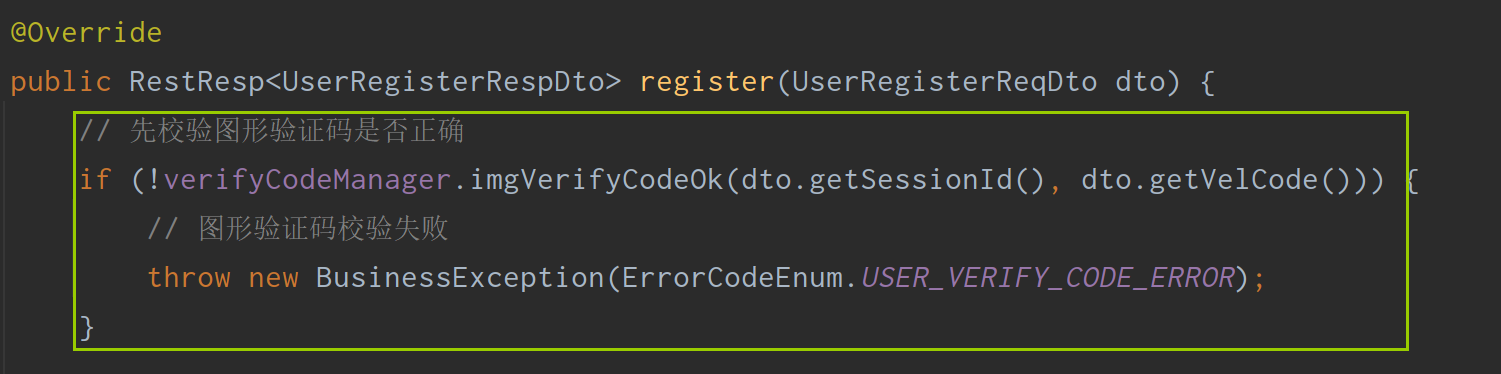 @Override
public RestResp<UserRegisterRespDto> register(UserRegisterReqDto dto) {
// 先校验图形验证码是否正确
if (!verifyCodeManager.imgVerifyCodeOk(dto.getSessionId(), dto.getVelCode())) {
// 图形验证码校验失败
throw new BusinessException(ErrorCodeEnum.USER_VERIFY_CODE_ERROR);
}